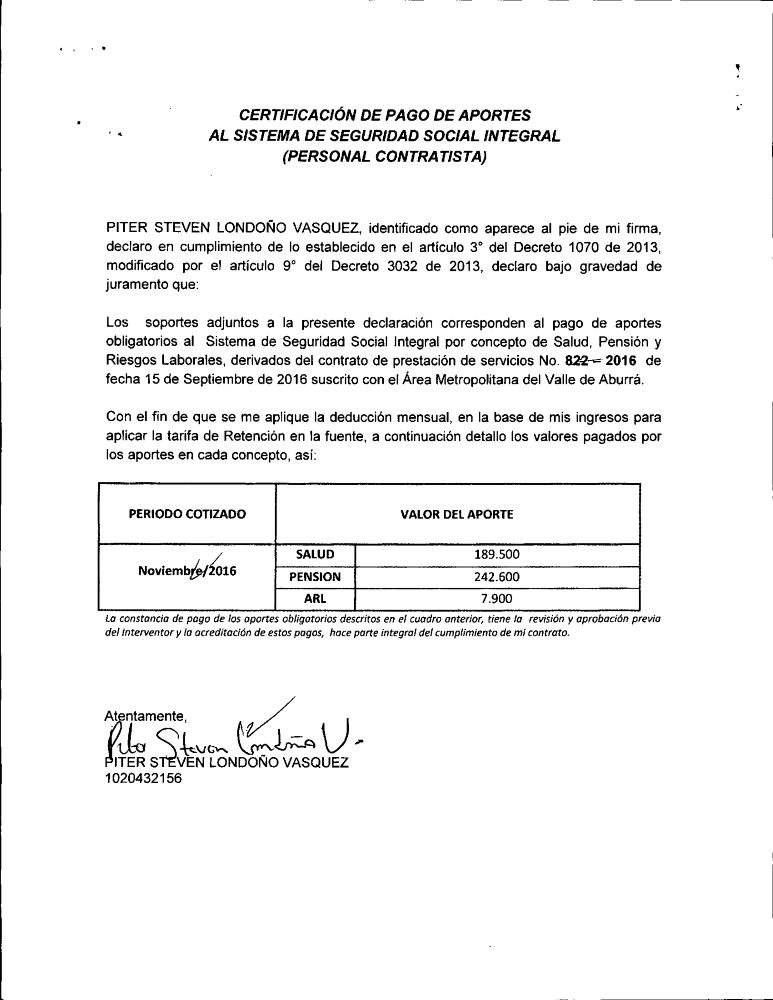 CERTIFICACIÓN DE PAGO DE APORTES
AL SISTEMA DE SEGURIDAD SOCIAL INTEGRAL
(PERSONAL CONTRATISTA)
PITER STEVEN LONDOÑO VASQUEZ, identificado como aparece al pie de mi firma,
declaro en cumplimiento de lo establecido en el artículo 3° del Decreto 1070 de 2013,
modificado por el artículo 9° del Decreto 3032 de 2013, declaro bajo gravedad de
juramento que:
Los soportes adjuntos a la presente declaración corresponden al pago de aportes
obligatorios al Sistema de Seguridad Social Integral por concepto de Salud, Pensión y
Riesgos Laborales, derivados del contrato de prestación de servicios No. 822 – 2016 de
fecha 15 de Septiembre de 2016 suscrito con el Área Metropolitana del Valle de Aburrá.
Con el fin de que se me aplique la deducción mensual, en la base de mis ingresos para
aplicar la tarifa de Retención en la fuente, a continuación detallo los valores pagados por
los aportes en cada concepto, así:
PERIODO COTIZADO VALOR DEL APORTE
Noviembre/2016
SALUD 189.500
PENSION 242.600
ARL 7.900
La constancia de pago de los aportes obligatorios descritos en el cuadro anterior, tiene la revisión y aprobación previa
del Interventor y la acreditación de estos pagos, hace parte integral del cumplimiento de mi contrato.
Atentamente,
Piter Steven Londoño V.
PITER STEVEN LONDOÑO VASQUEZ
1020432156